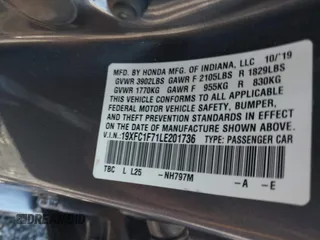 MFD. BY HONDA MFG. OF INDIANA, LLC 10/'19
GVWR 3902LBS GAWR F 2105LBS R 1829LBS
GVWR 1770KG GAWR F 955KG R 830KG
THIS VEHICLE CONFORMS TO ALL APPLICABLE
FEDERAL MOTOR VEHICLE SAFETY, BUMPER,
AND THEFT PREVENTION STANDARDS IN EFFECT
ON THE DATE OF MANUFACTURE SHOWN ABOVE.
V.I.N.:19XFC1F71LE201736 TYPE: PASSENGER CAR
TBC L L25 -NH797M -A -E